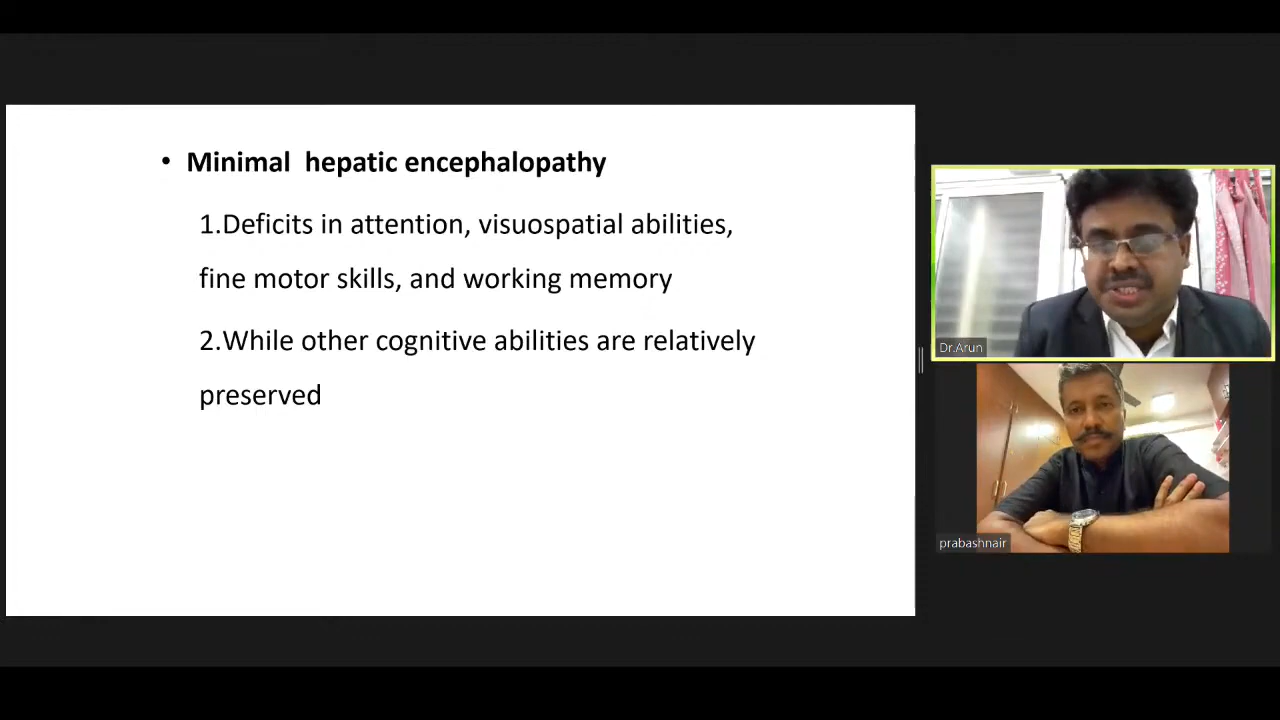 • Minimal  hepatic encephalopathy
1.Deficits in attention, visuospatial abilities,
fine motor skills, and working memory
2.While other cognitive abilities are relatively
preserved
Dr.Arun
prabashnair